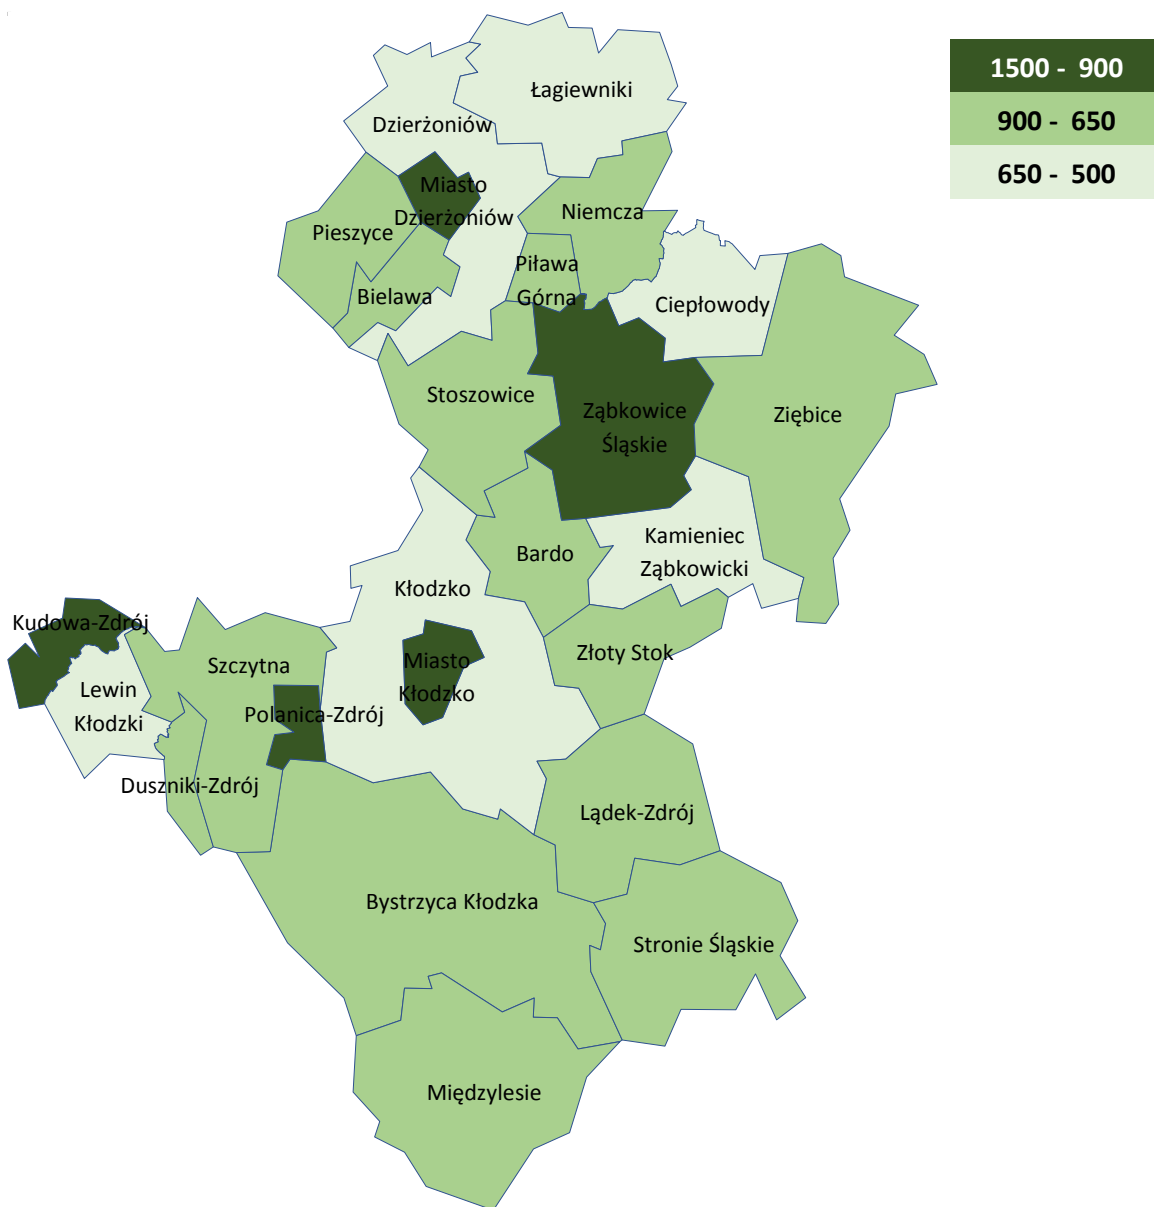 1500 - 900
900 - 650
650 - 500
Łagiewniki
Dzierżoniów
Miasto
Dzierżoniów
Niemcza
Pieszyce
Piława
Górna
Bielawa
Ciepłowody
Stoszowice
Ząbkowice
Śląskie
Ziębice
Kamieniec
Ząbkowicki
Bardo
Kłodzko
Kudowa-Zdrój
Szczytna
Miasto
Kłodzko
Złoty Stok
Lewin
Kłodzki
Polanica-Zdrój
Duszniki-Zdrój
Lądek-Zdrój
Bystrzyca Kłodzka
Stronie Śląskie
Międzylesie